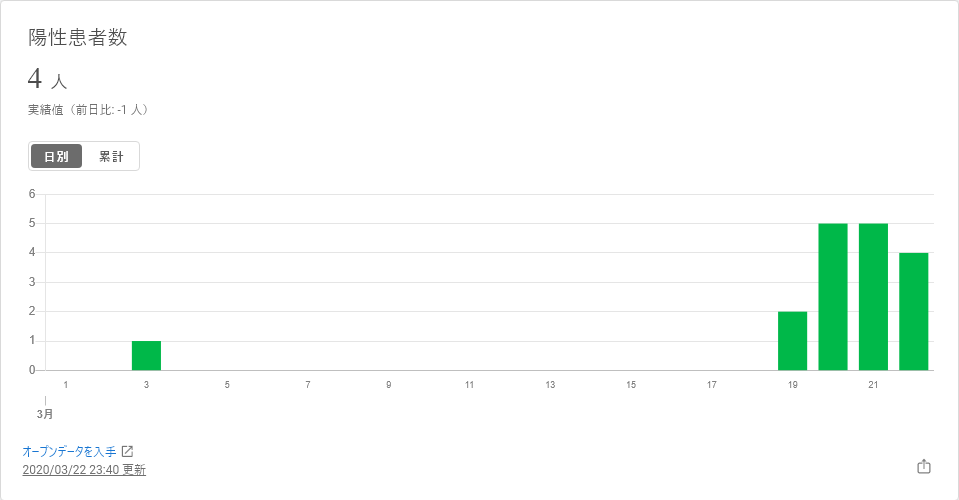 陽性患者数
4 人
実績値（前日比: -1 人）
日別 累計
6
5
4
3
2
1
0
1 3 5 7 9 11 13 15 17 19 21
3月
オープンデータを入手
2020/03/22 23:40 更新